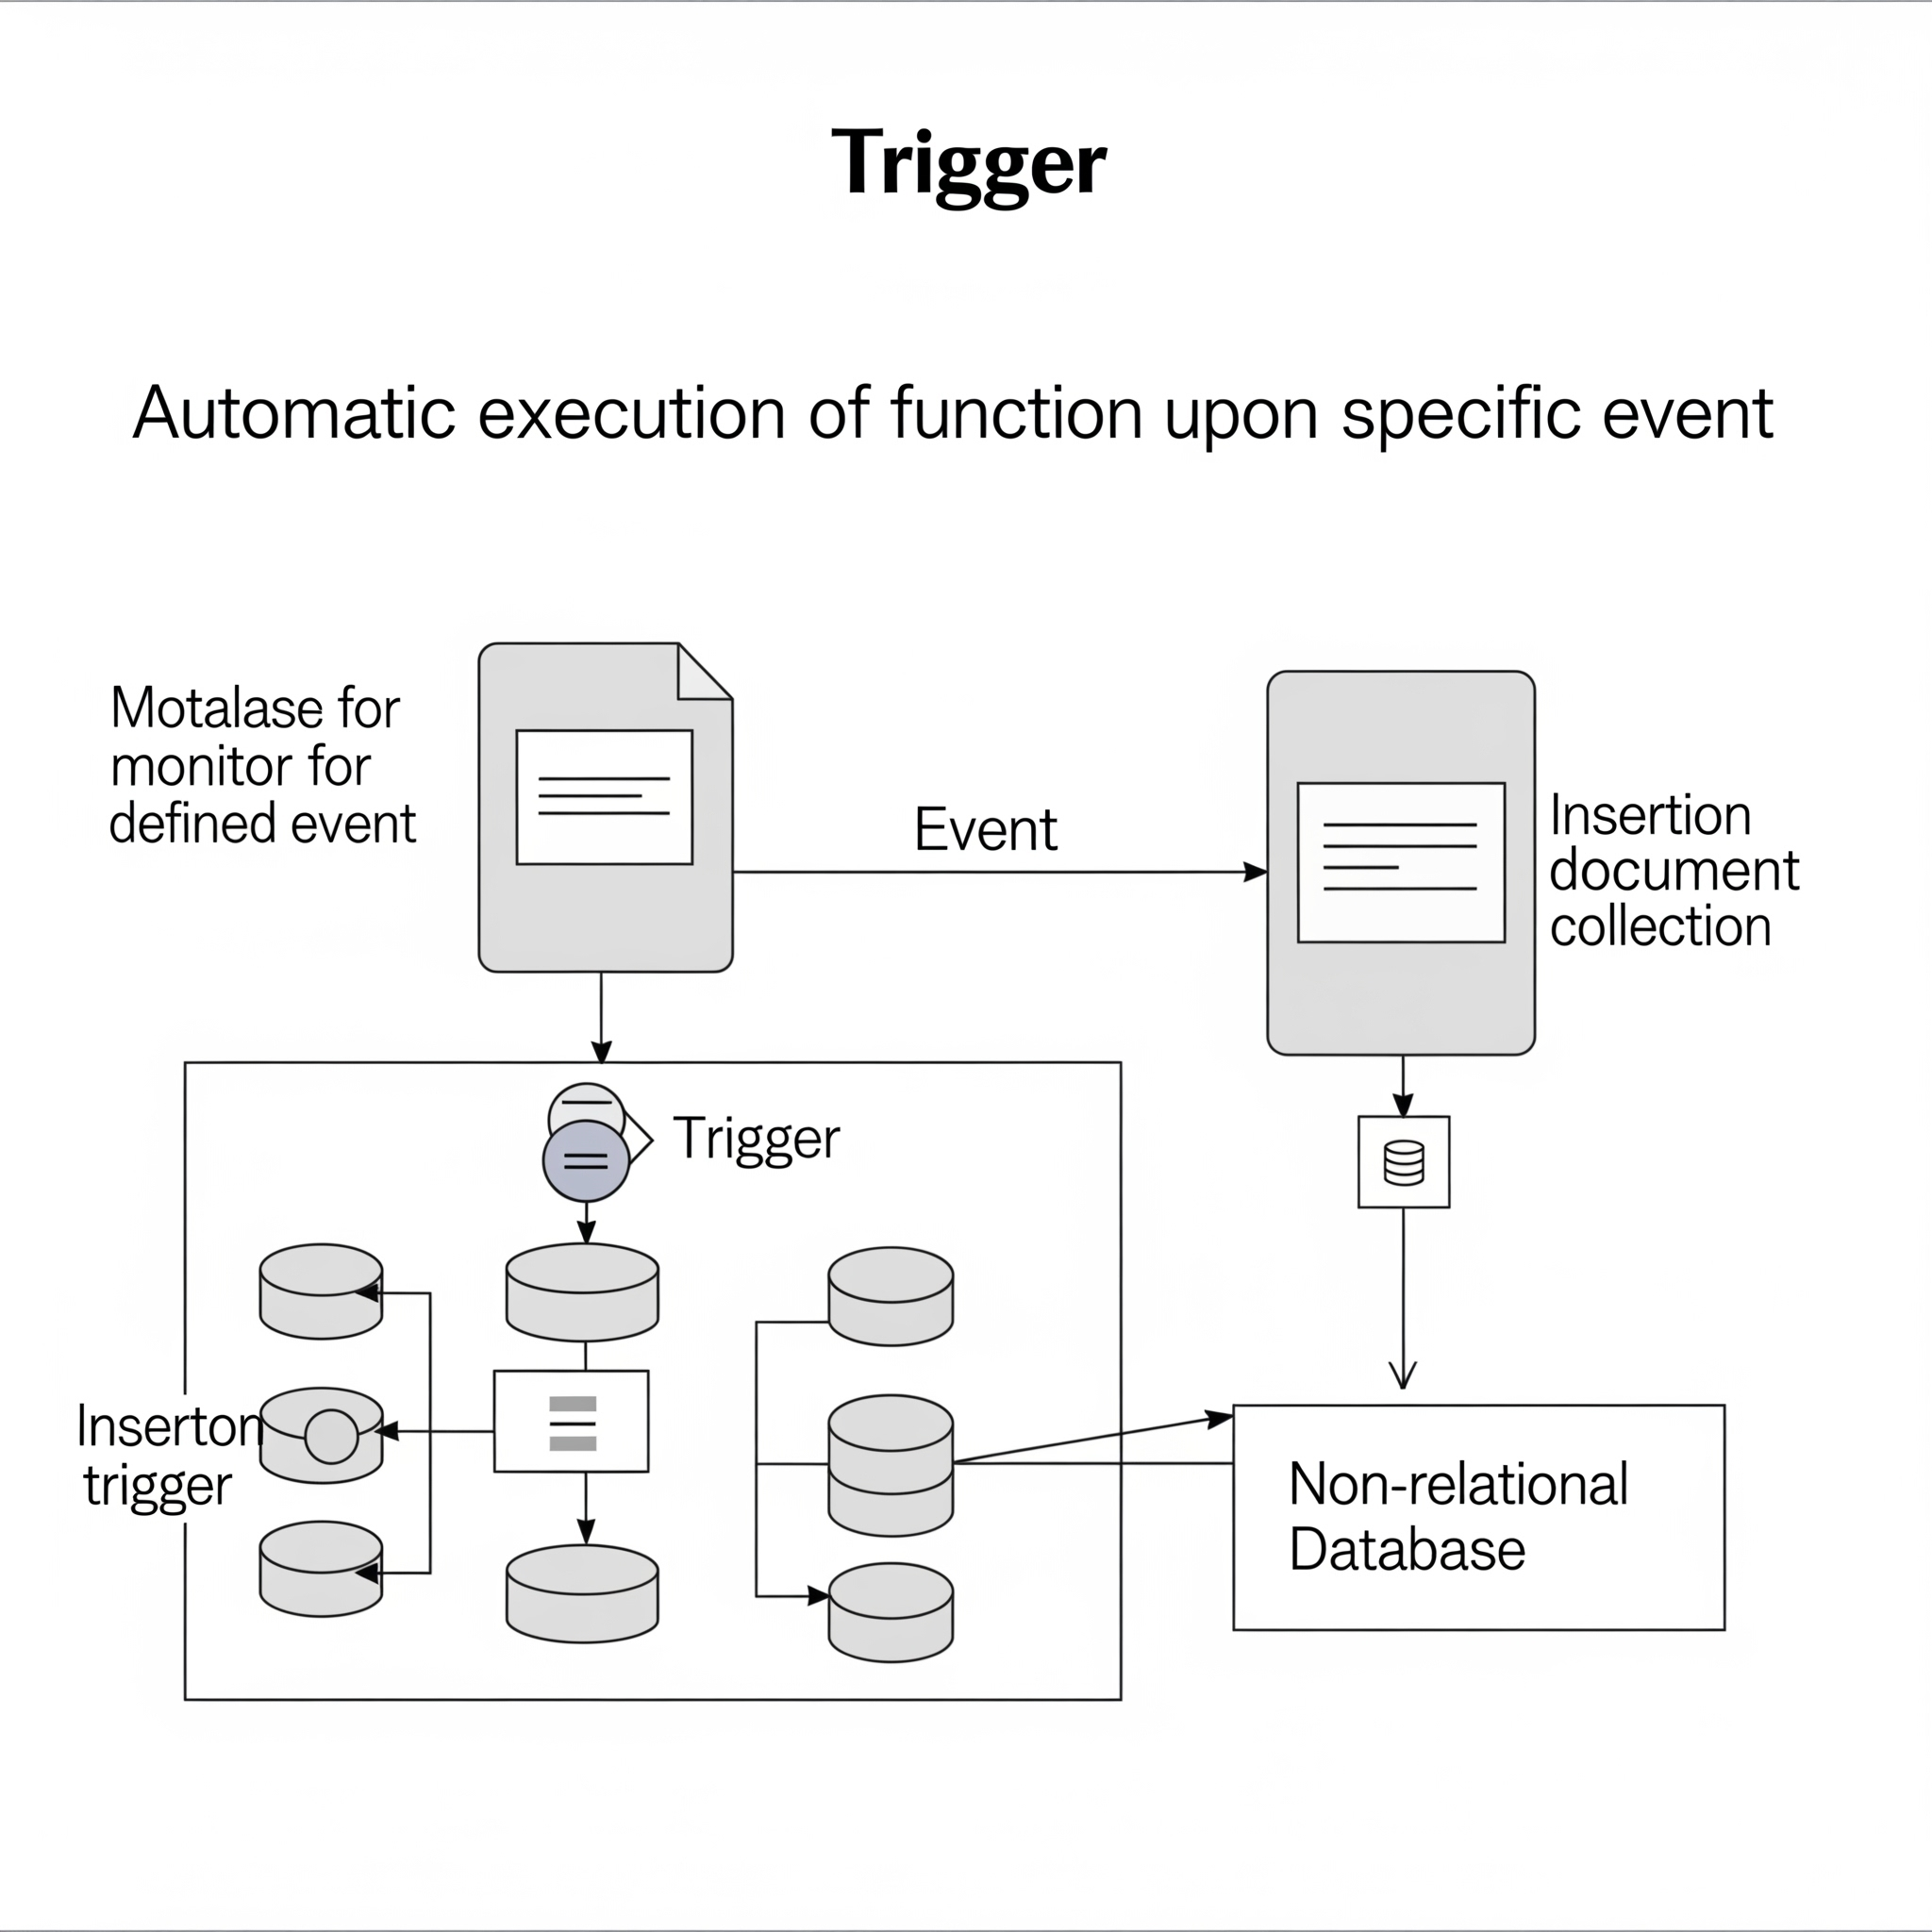 Trigger
Automatic execution of function upon specific event
Motalase for
monitor for
defined event
Event
Insertion
document
collection
Trigger
Inserton
trigger
Non-relational
Database